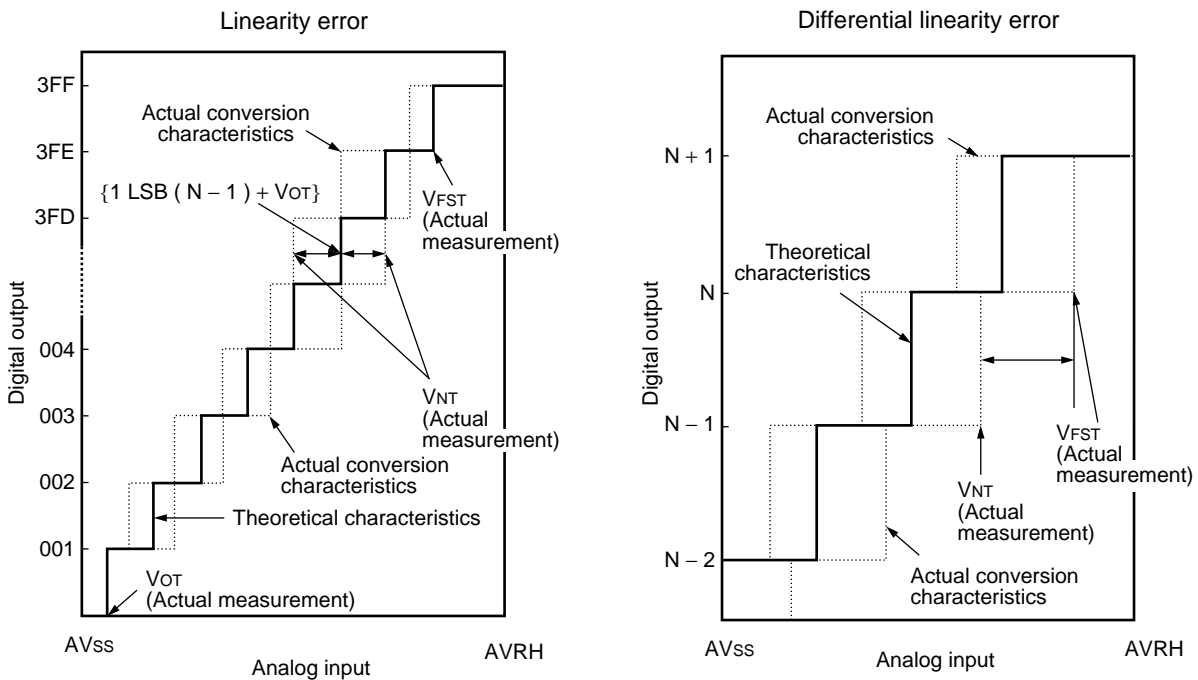 Linearity error
3FF
3FE
3FD
004
003
002
001
Digital output
Actual conversion
characteristics
{1 LSB ( N − 1 ) + VOT}
VFST
(Actual
measurement)
VNT
(Actual
measurement)
Actual conversion
characteristics
Theoretical characteristics
VOT
(Actual measurement)
AVSS
Analog input
AVRH
Differential linearity error
N + 1
N
N − 1
N − 2
Digital output
Actual conversion
characteristics
Theoretical
characteristics
VFST
(Actual
measurement)
VNT
(Actual
measurement)
Actual conversion
characteristics
AVSS
Analog input
AVRH